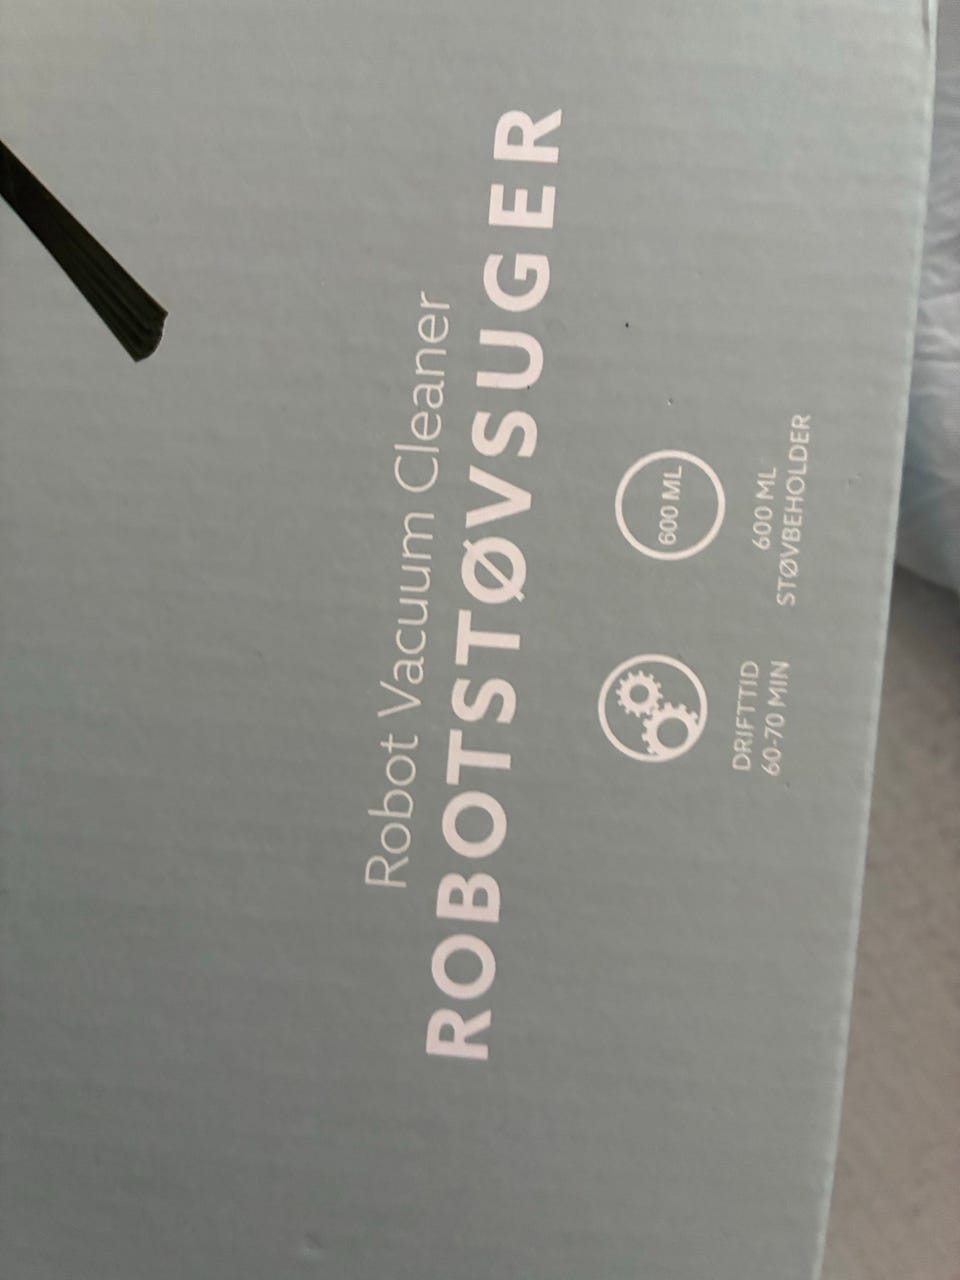 Robot Vacuum Cleaner
ROBOTSTØVSUGER
DRIFTTID
60-70 MIN
600 ML
600 ML
STØVBEHOLDER